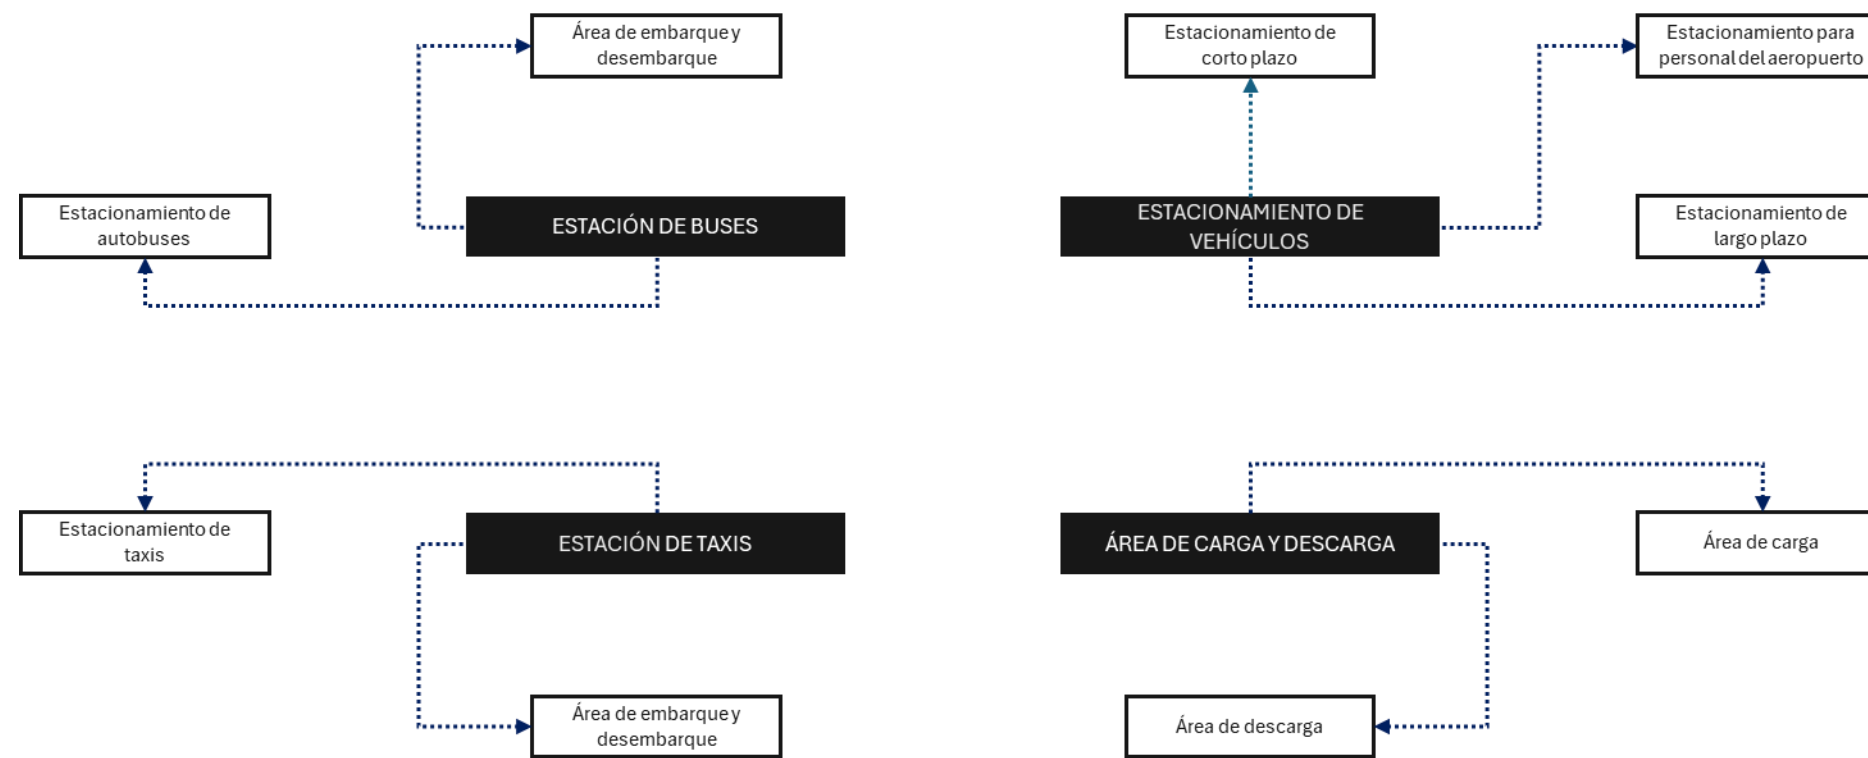 Área de embarque y
desembarque
Estacionamiento de
corto plazo
Estacionamiento para
personal del aeropuerto
Estacionamiento de
autobuses
ESTACIÓN DE BUSES
ESTACIONAMIENTO DE
VEHÍCULOS
Estacionamiento de
largo plazo
Estacionamiento de
taxis
ESTACIÓN DE TAXIS
ÁREA DE CARGA Y DESCARGA
Área de carga
Área de embarque y
desembarque
Área de descarga